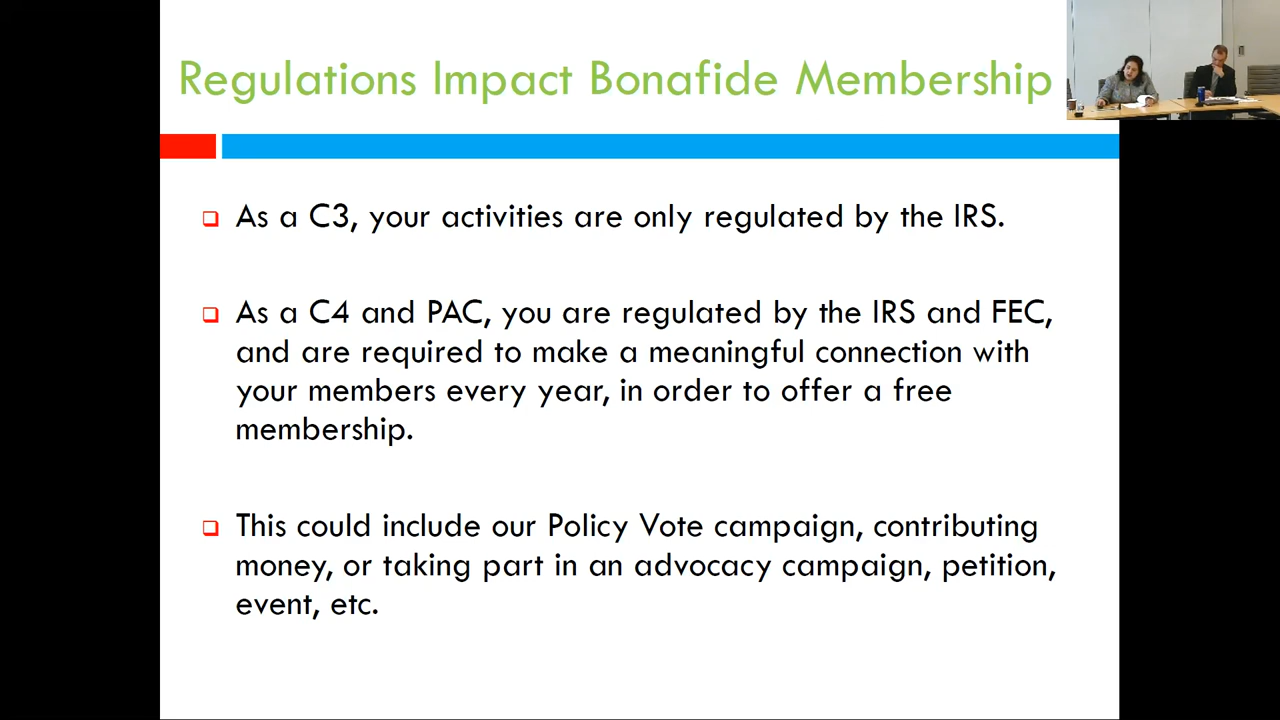 Regulations Impact Bonafide Membership
As a C3, your activities are only regulated by the IRS.
As a C4 and PAC, you are regulated by the IRS and FEC,
and are required to make a meaningful connection with
your members every year, in order to offer a free
membership.
This could include our Policy Vote campaign, contributing
money, or taking part in an advocacy campaign, petition,
event, etc.